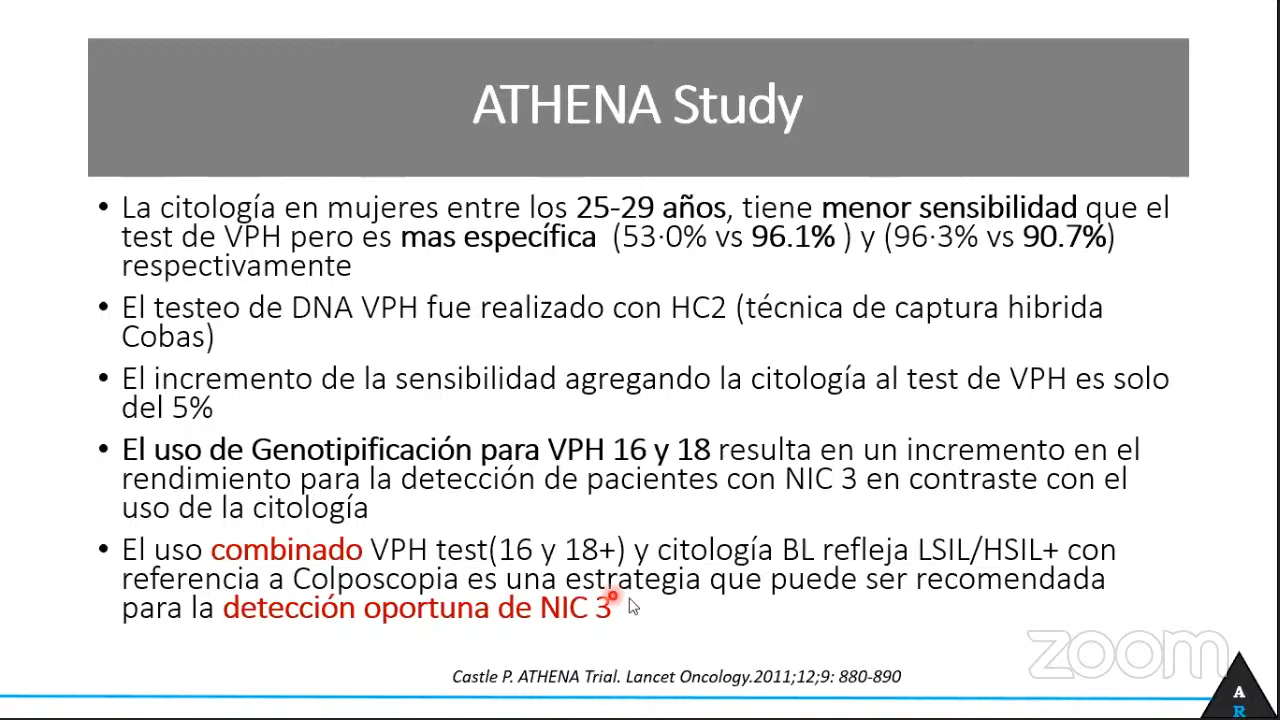 ATHENA Study
• La citología en mujeres entre los 25-29 años, tiene menor sensibilidad que el
test de VPH pero es mas específica (53·0% vs 96.1% ) y (96·3% vs 90.7%)
respectivamente
• El testeo de DNA VPH fue realizado con HC2 (técnica de captura hibrida
Cobas)
• El incremento de la sensibilidad agregando la citología al test de VPH es solo
del 5%
• El uso de Genotipificación para VPH 16 y 18 resulta en un incremento en el
rendimiento para la detección de pacientes con NIC 3 en contraste con el
uso de la citología
• El uso combinado VPH test(16 y 18+) y citología BL refleja LSIL/HSIL+ con
referencia a Colposcopia es una estrategia que puede ser recomendada
para la detección oportuna de NIC 3
zoom
Castle P. ATHENA Trial. Lancet Oncology.2011;12;9: 880-890
A
R